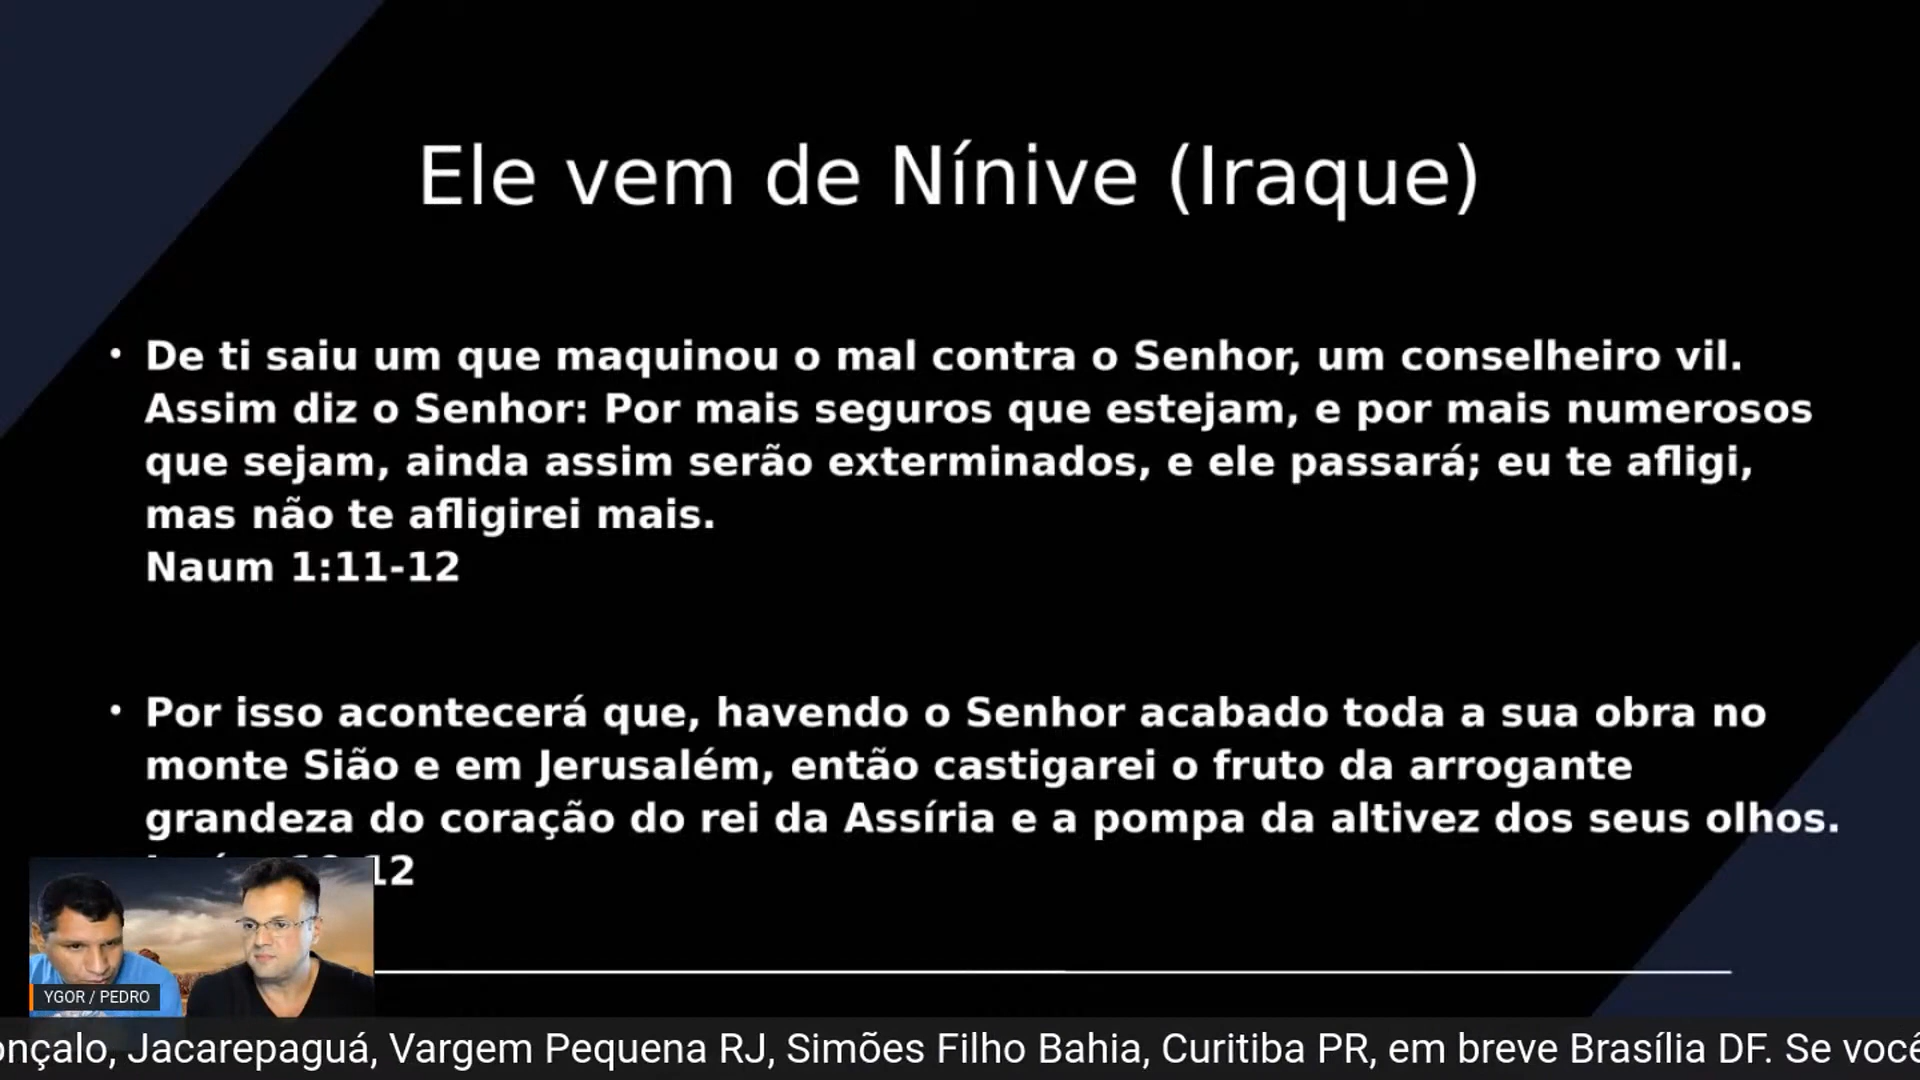 Ele vem de Nínive (Iraque)
• De ti saiu um que maquinou o mal contra o Senhor, um conselheiro vil.
Assim diz o Senhor: Por mais seguros que estejam, e por mais numerosos
que sejam, ainda assim serão exterminados, e ele passará; eu te afligi,
mas não te afligirei mais.
Naum 1:11-12
• Por isso acontecerá que, havendo o Senhor acabado toda a sua obra no
monte Sião e em Jerusalém, então castigarei o fruto da arrogante
grandeza do coração do rei da Assíria e a pompa da altivez dos seus olhos.
12
YGOR / PEDRO
onçalo, Jacarepaguá, Vargem Pequena RJ, Simões Filho Bahia, Curitiba PR, em breve Brasília DF. Se você